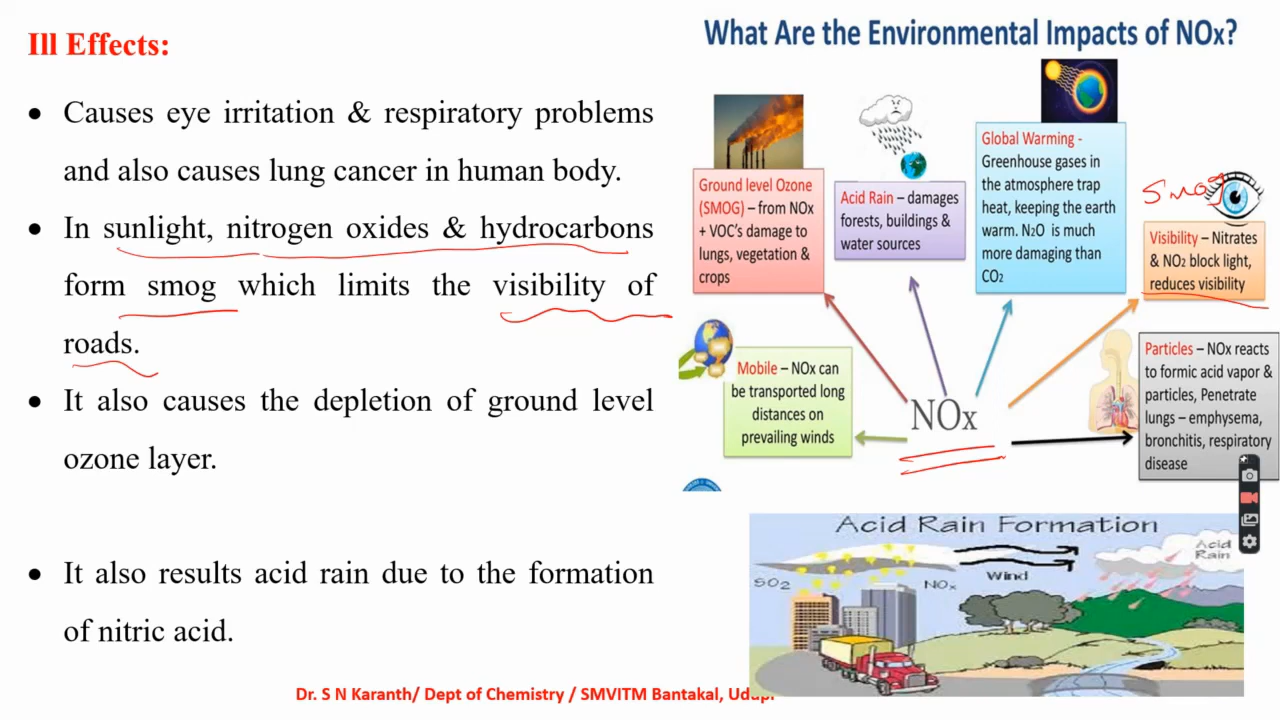 Ill Effects:
• Causes eye irritation & respiratory problems
and also causes lung cancer in human body.
• In sunlight, nitrogen oxides & hydrocarbons
form smog which limits the visibility of
roads.
• It also causes the depletion of ground level
ozone layer.
• It also results acid rain due to the formation
of nitric acid.
What Are the Environmental Impacts of NOx?
Ground level Ozone
(SMOG) – from NOx
+ VOC's damage to
lungs, vegetation &
crops
Acid Rain – damages
forests, buildings &
water sources
Global Warming -
Greenhouse gases in
the atmosphere trap
heat, keeping the earth
warm. N2O is much
more damaging than
CO2
Smog
Visibility – Nitrates
& NO2 block light,
reduces visibility
Mobile – NOx can
be transported long
distances on
prevailing winds
NOx
Particles – NOx reacts
to formic acid vapor &
particles, Penetrate
lungs – emphysema,
bronchitis, respiratory
disease
Acid Rain Formation
SO2
NOx
Wind
Acid
Rain
Dr. S N Karanth/ Dept of Chemistry / SMVITM Bantakal, Udupi